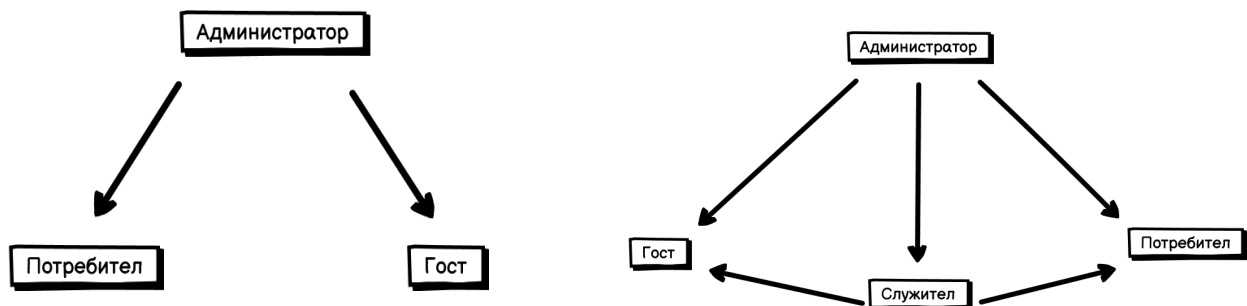 Администратор
Потребител
Гост
Администратор
Гост
Потребител
Служител